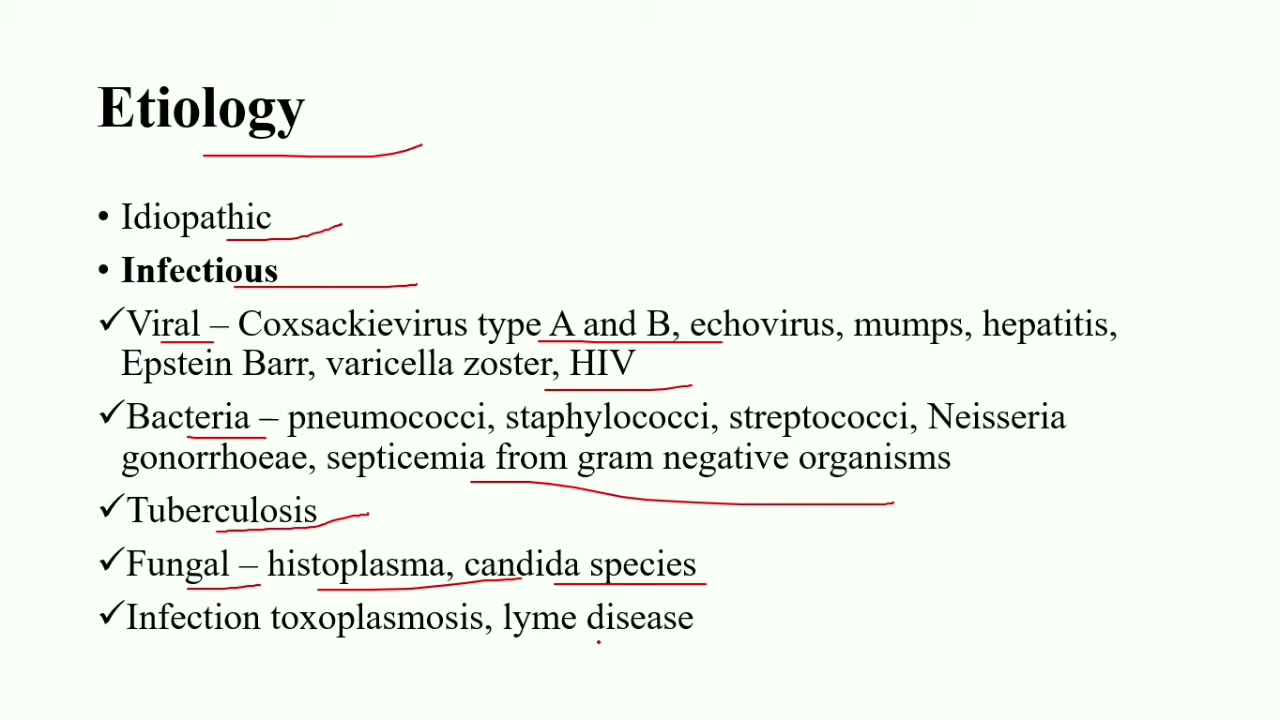 Etiology
• Idiopathic
• Infectious
✓Viral – Coxsackievirus type A and B, echovirus, mumps, hepatitis,
Epstein Barr, varicella zoster, HIV
✓Bacteria – pneumococci, staphylococci, streptococci, Neisseria
gonorrhoeae, septicemia from gram negative organisms
✓Tuberculosis
✓Fungal – histoplasma, candida species
✓Infection toxoplasmosis, lyme disease